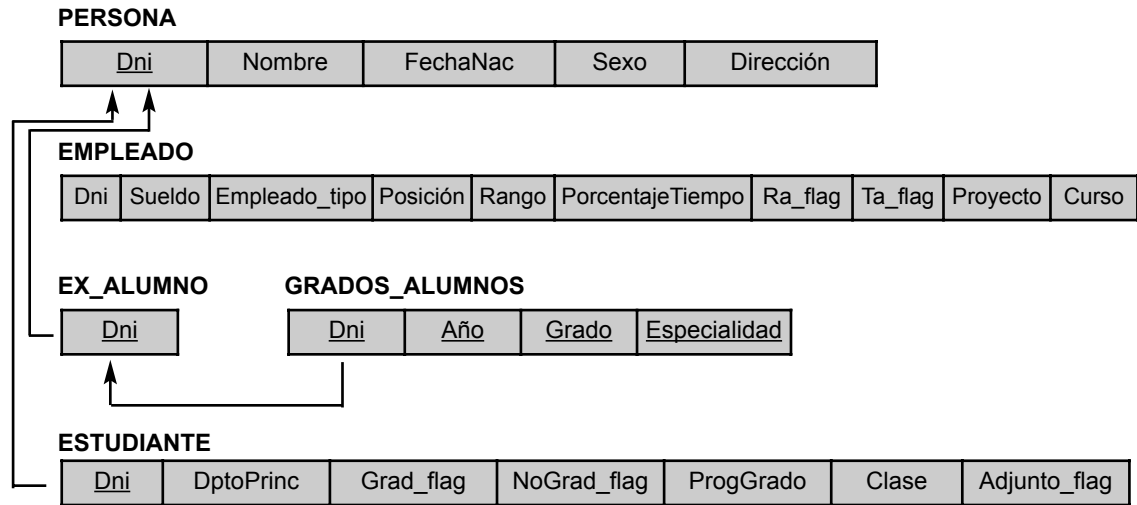 PERSONA
Dni Nombre FechaNac Sexo Dirección
EMPLEADO
Dni Sueldo Empleado_tipo Posición Rango PorcentajeTiempo Ra_flag Ta_flag Proyecto Curso
EX_ALUMNO GRADOS_ALUMNOS
Dni Dni Año Grado Especialidad
ESTUDIANTE
Dni DptoPrinc Grad_flag NoGrad_flag ProgGrado Clase Adjunto_flag